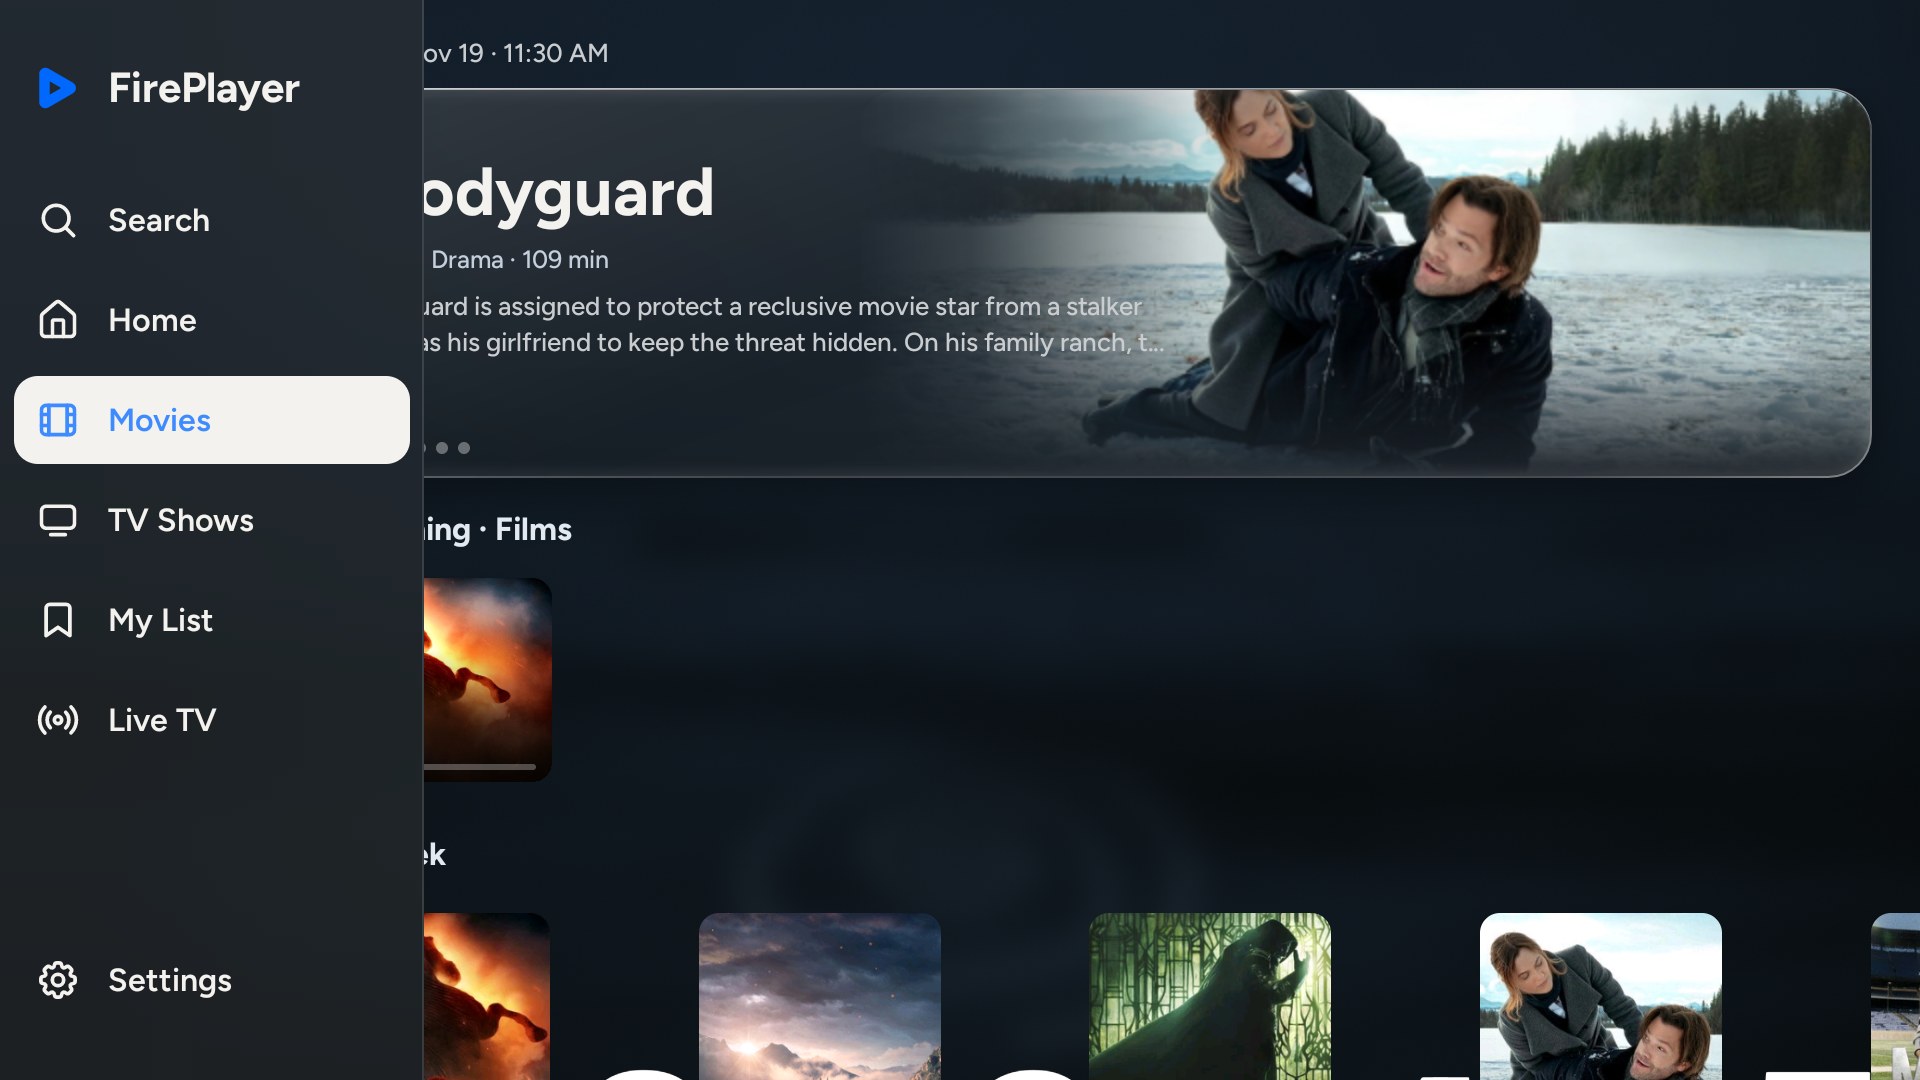 FirePlayer
Search
Home
Movies
TV Shows
My List
Live TV
Settings
ov 19 · 11:30 AM
odyguard
Drama · 109 min
uard is assigned to protect a reclusive movie star from a stalker
as his girlfriend to keep the threat hidden. On his family ranch, t...
ing · Films
ek